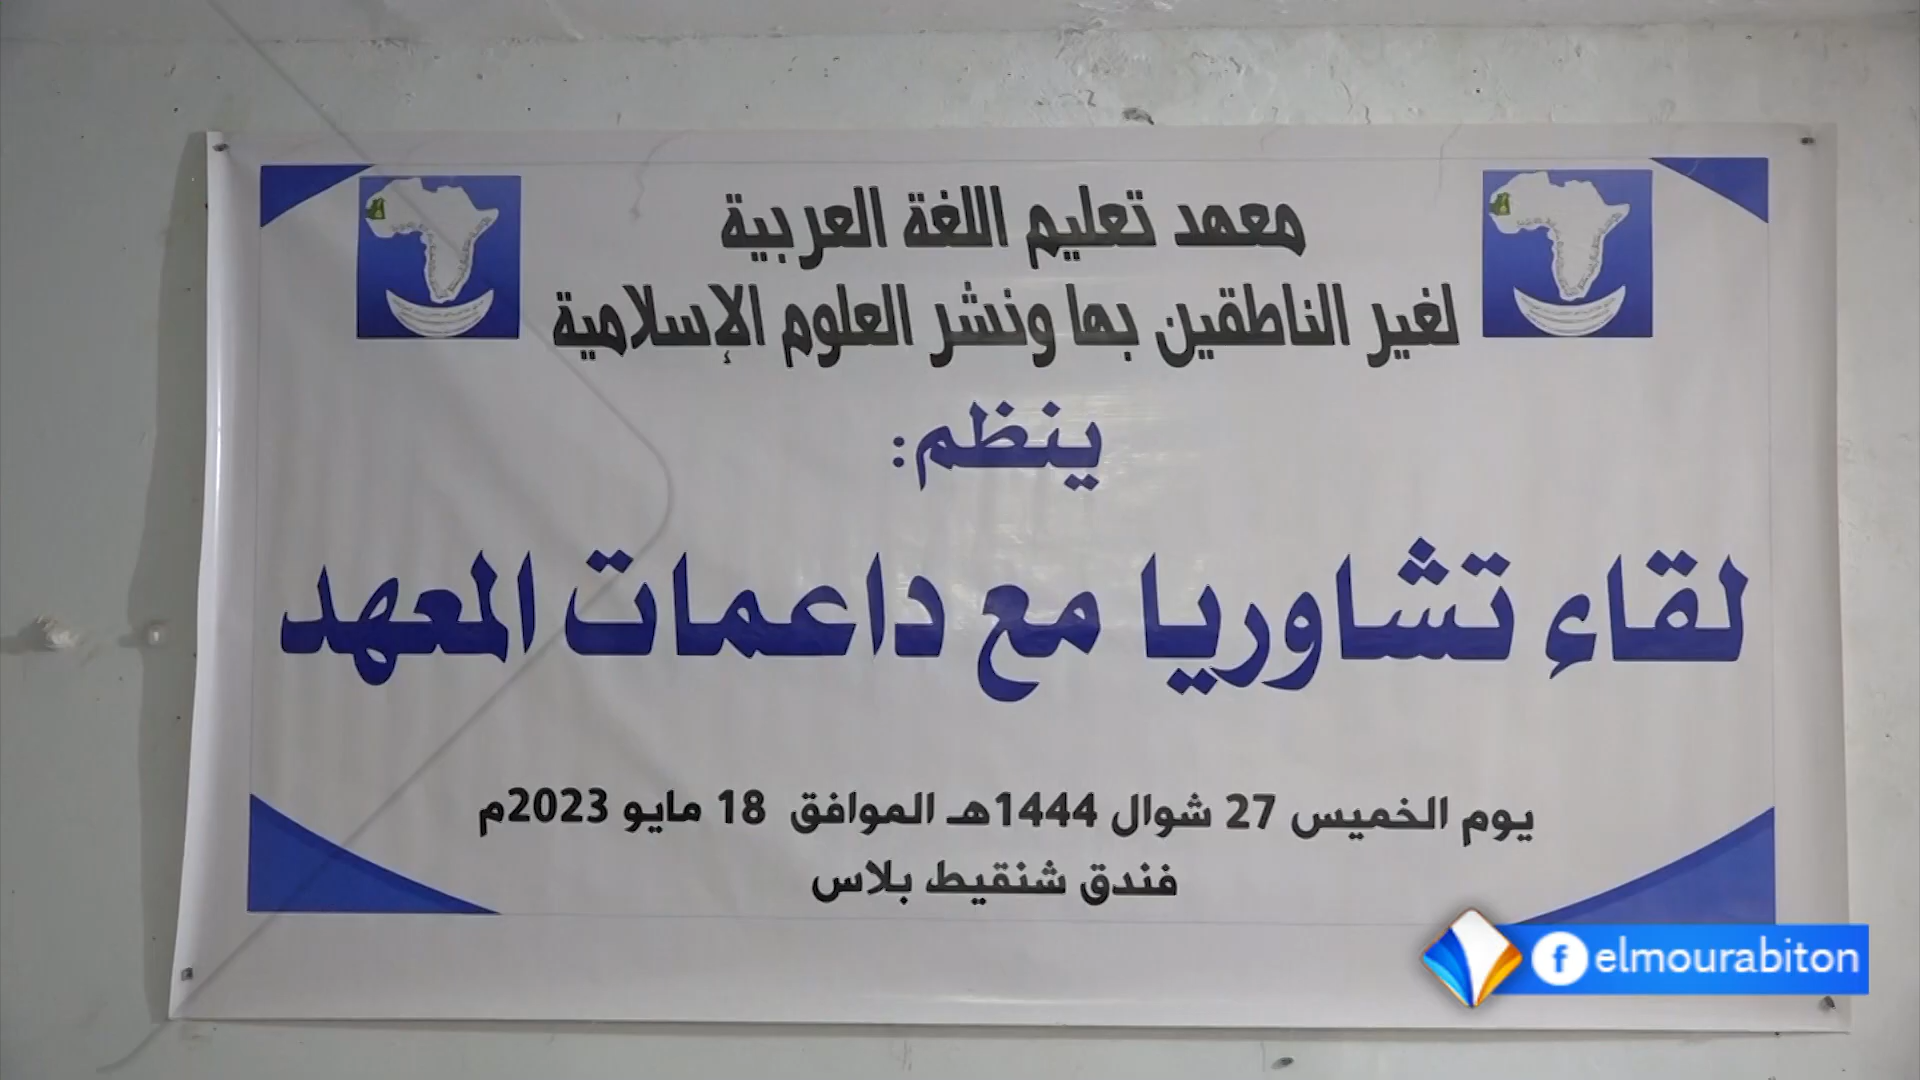 معهد تعليم اللغة العربية
لغير الناطقين بها ونشر العلوم الإسلامية
ينظم:
لقاء تشاوريا مع داعمات المعهد
يوم الخميس 27 شوال 1444هـ الموافق 18 مايو 2023م
فندق شنقيط بلاس
elmourabiton